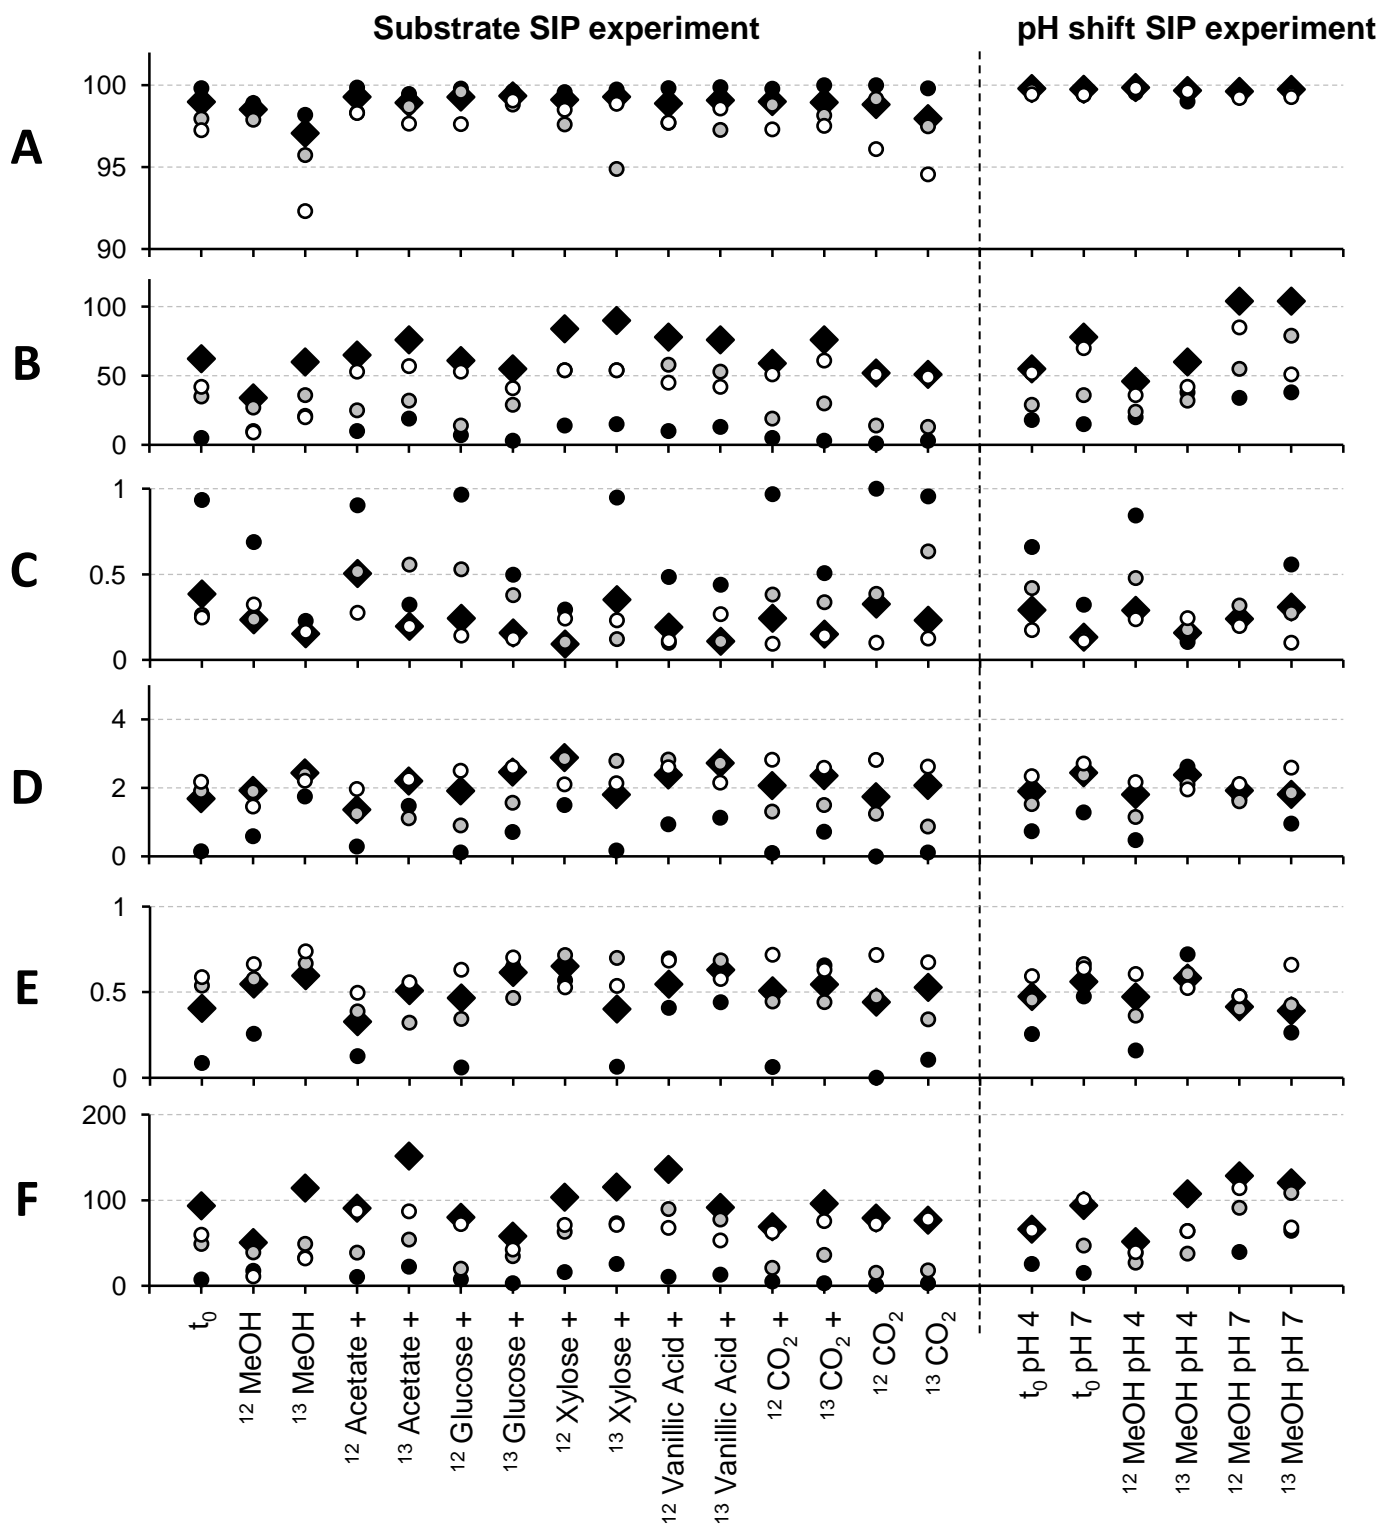 Substrate SIP experiment
pH shift SIP experiment
A
100
95
90
B
100
50
0
C
1
0.5
0
D
4
2
0
E
1
0.5
0
F
200
100
0
t0
12 MeOH
13 MeOH
12 Acetate +
13 Acetate +
12 Glucose +
13 Glucose +
12 Xylose +
13 Xylose +
12 Vanillic Acid +
13 Vanillic Acid +
12 CO2 +
13 CO2 +
12 CO2
13 CO2
t0 pH 4
t0 pH 7
12 MeOH pH 4
13 MeOH pH 4
12 MeOH pH 7
13 MeOH pH 7